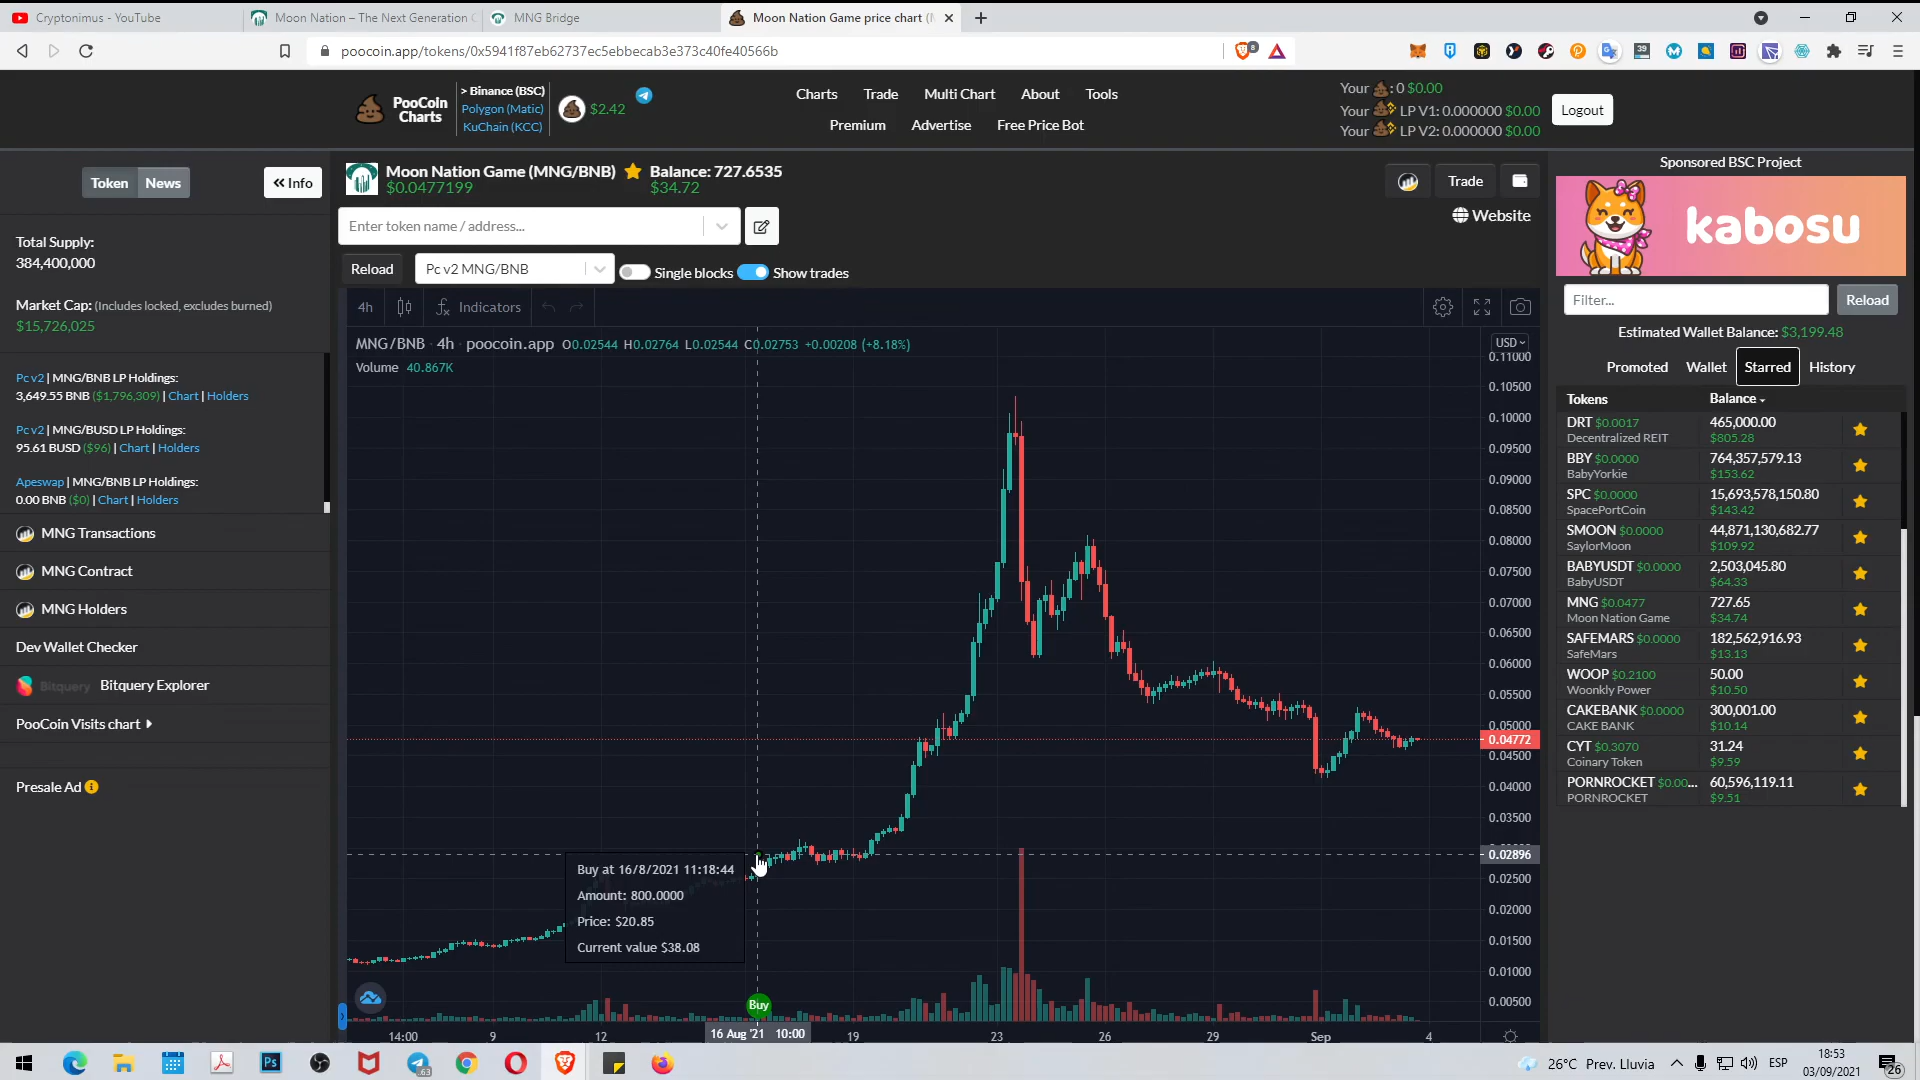 Cryptonimus - YouTube
Moon Nation – The Next Generation C
MNG Bridge
Moon Nation Game price chart (
poocoin.app/tokens/0x5941f87eb62737ec5ebbecab3e373c40fe40566b
8
39
PooCoin
Charts
> Binance (BSC)
Polygon (Matic)
KuChain (KCC)
$2.42
Charts
Trade
Multi Chart
About
Tools
Premium
Advertise
Free Price Bot
Your : 0 $0.00
Your LP V1: 0.000000 $0.00
Your LP V2: 0.000000 $0.00
Logout
Token
News
Info
Total Supply:
384,400,000
Market Cap: (Includes locked, excludes burned)
$15,726,025
Pc v2 | MNG/BNB LP Holdings:
3,649.55 BNB ($1,796,309) | Chart | Holders
Pc v2 | MNG/BUSD LP Holdings:
95.61 BUSD ($96) | Chart | Holders
Apeswap | MNG/BNB LP Holdings:
0.00 BNB ($0) | Chart | Holders
MNG Transactions
MNG Contract
MNG Holders
Dev Wallet Checker
Bitquery
Bitquery Explorer
PooCoin Visits chart
Presale Ad
Moon Nation Game (MNG/BNB)
$0.0477199
Balance: 727.6535
$34.72
Trade
Website
Enter token name / address...
Reload
Pc v2 MNG/BNB
Single blocks
Show trades
4h
Indicators
MNG/BNB · 4h · poocoin.app O0.02544 H0.02764 L0.02544 C0.02753 +0.00208 (+8.18%)
Volume 40.867K
USD
0.11000
0.10500
0.10000
0.09500
0.09000
0.08500
0.08000
0.07500
0.07000
0.06500
0.06000
0.05500
0.05000
0.04772
0.04500
0.04000
0.03500
0.02896
0.02500
0.02000
0.01500
0.01000
0.00500
Buy at 16/8/2021 11:18:44
Amount: 800.0000
Price: $20.85
Current value $38.08
Buy
14:00
9
12
16 Aug '21 10:00
19
23
26
29
Sep
4
Sponsored BSC Project
kabosu
Filter...
Reload
Estimated Wallet Balance: $3,199.48
Promoted
Wallet
Starred
History
Tokens
Balance
DRT $0.0017
Decentralized REIT
465,000.00
$805.28
BBY $0.0000
BabyYorkie
764,357,579.13
$153.62
SPC $0.0000
SpacePortCoin
15,693,578,150.80
$143.42
SMOON $0.0000
SaylorMoon
44,871,130,682.77
$109.92
BABYUSDT $0.0000
BabyUSDT
2,503,045.80
$64.33
MNG $0.0477
Moon Nation Game
727.65
$34.74
SAFEMARS $0.0000
SafeMars
182,562,916.93
$13.13
WOOP $0.2100
Woonkly Power
50.00
$10.50
CAKEBANK $0.0000
CAKE BANK
300,001.00
$10.14
CYT $0.3070
Coinary Token
31.24
$9.59
PORNROCKET $0.00...
PORNROCKET
60,596,119.11
$9.51
Ps
63
26°C Prev. Lluvia
ESP
18:53
03/09/2021
26